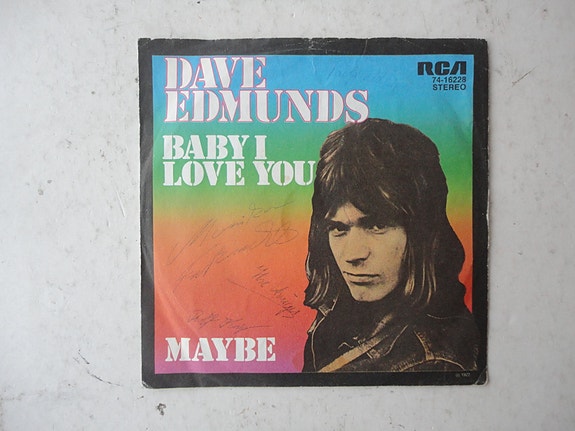 DAVE
EDMUNDS
RCA
74-16228
STEREO
BABY I
LOVE YOU
MAYBE